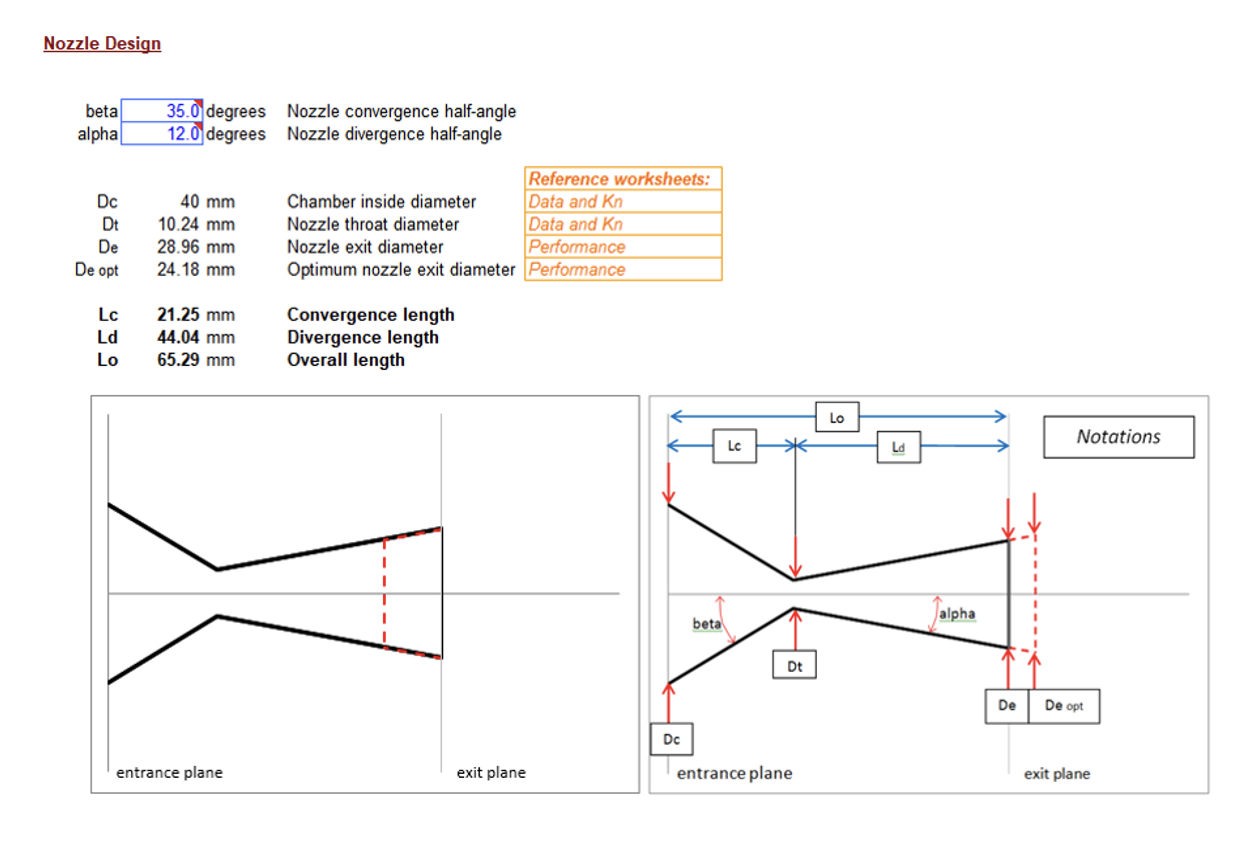 Nozzle Design
beta 35.0 degrees Nozzle convergence half-angle
alpha 12.0 degrees Nozzle divergence half-angle
Reference worksheets:
Dc 40 mm Chamber inside diameter Data and Kn
Dt 10.24 mm Nozzle throat diameter Data and Kn
De 28.96 mm Nozzle exit diameter Performance
De opt 24.18 mm Optimum nozzle exit diameter Performance
Lc 21.25 mm Convergence length
Ld 44.04 mm Divergence length
Lo 65.29 mm Overall length
entrance plane exit plane
Lo
Notations
Lc Ld
beta alpha
Dt
De De opt
Dc
entrance plane exit plane